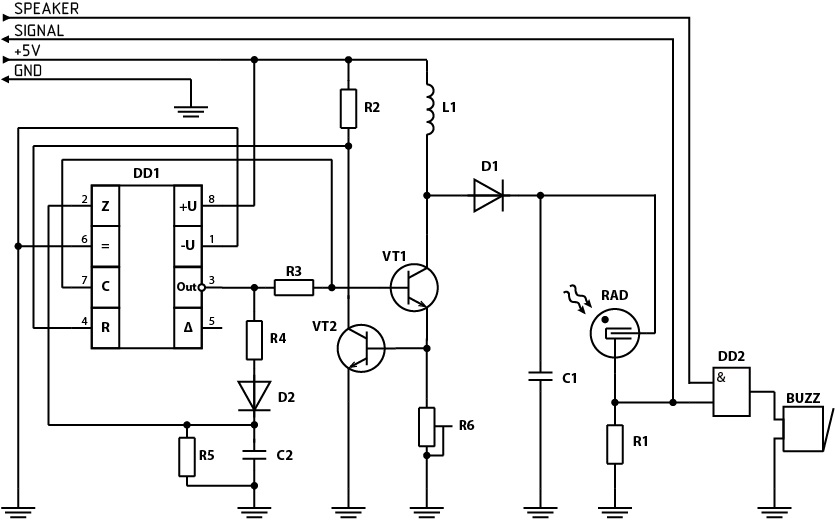 SPEAKER
SIGNAL
+5V
GND
R2
L1
DD1
D1
2 Z +U 8
6 = -U 1
VT1
7 C Out 3
R3
RAD
4 R Δ 5
VT2
R4
DD2
&
C1
D2
BUZZ
R6
R5
C2
R1